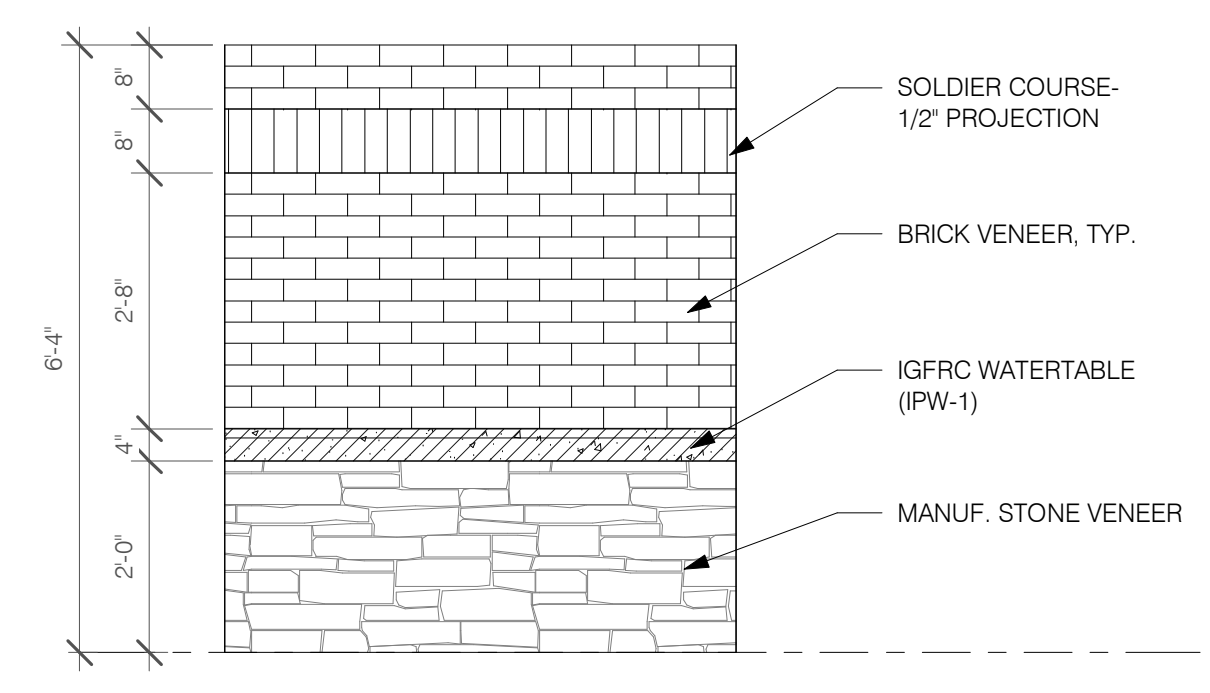 8"
SOLDIER COURSE-
1/2" PROJECTION
8"
BRICK VENEER, TYP.
2'-8"
6'-4"
IGFRC WATERTABLE
(IPW-1)
4"
MANUF. STONE VENEER
2'-0"